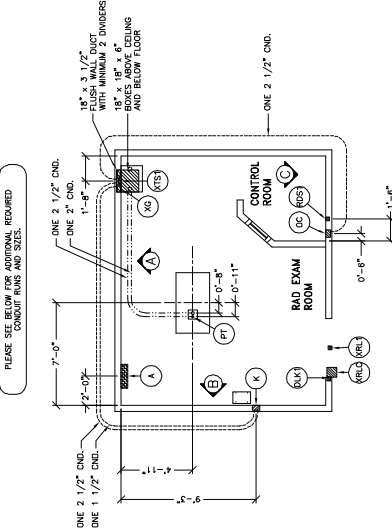 PLEASE SEE BELOW FOR ADDITIONAL REQUIRED
CONDUIT RUNS AND SIZES.
18" x 3 1/2"
FLUSH WALL DUCT
WITH MINIMUM 2 DIVIDERS
18" x 18" x 6"
BOXES ABOVE CEILING
AND BELOW FLOOR
ONE 2 1/2" CND.
ONE 2" CND.
1'-8"
7'-0"
2'-0"
ONE 2 1/2" CND.
ONE 1 1/2" CND.
4'-11"
9'-3"
XTS1
XG
A
A
B
C
PT
K
0'-8"
0'-11"
CONTROL
ROOM
RAD EXAM
ROOM
ONE 2 1/2" CND.
RDS1
OC
1'-6"
0'-6"
DLK1
XRL1